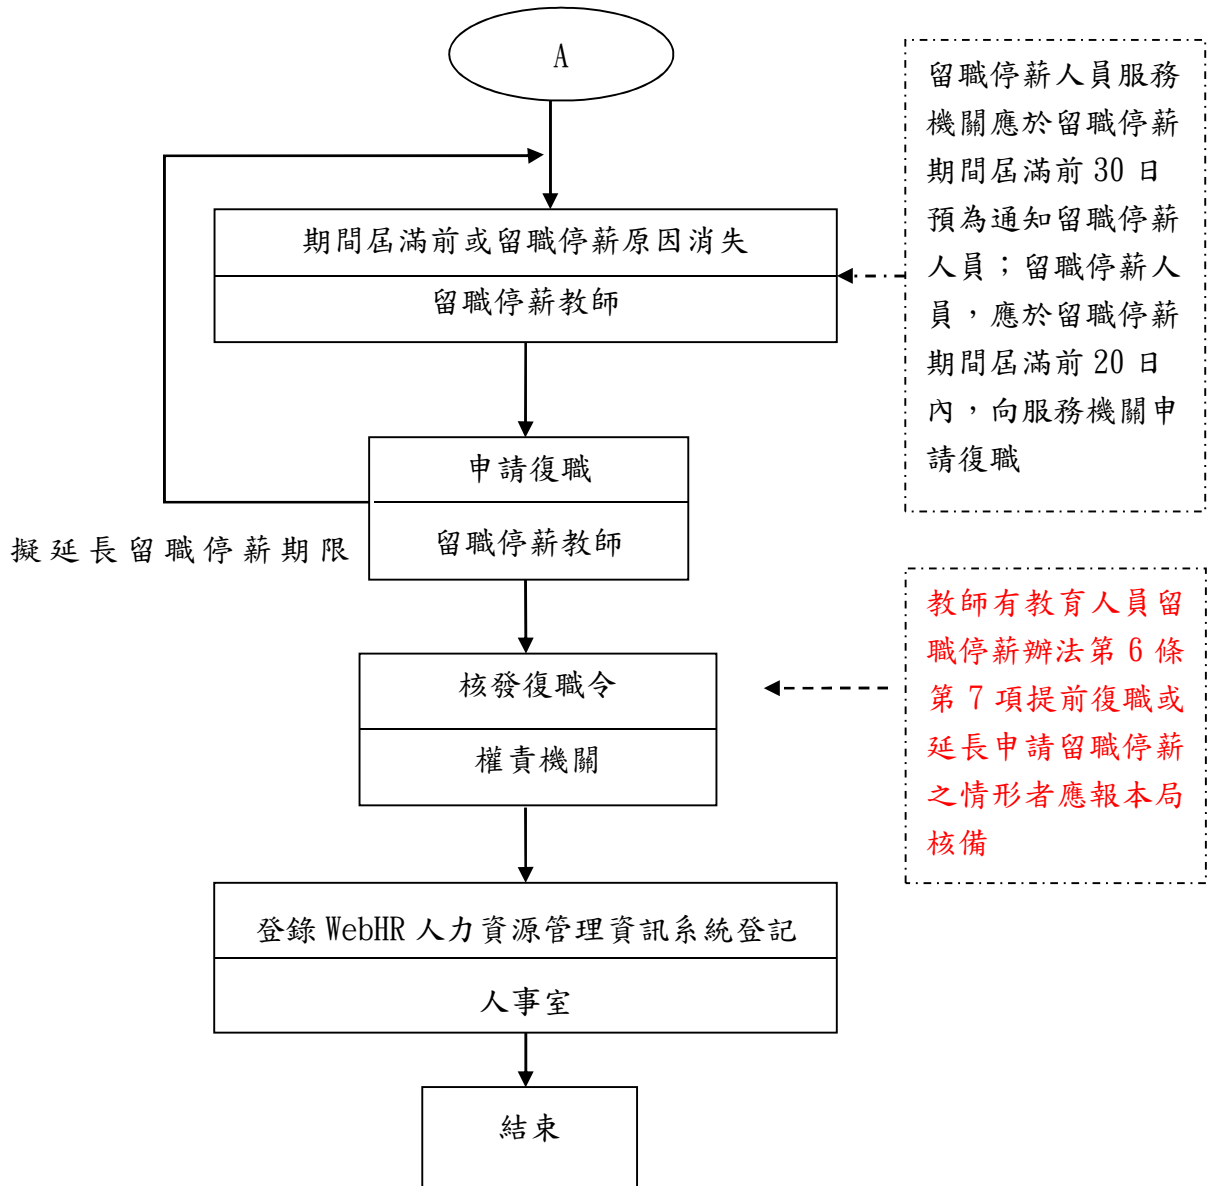 A
留職停薪人員服務
機關應於留職停薪
期間屆滿前 30 日
預為通知留職停薪
人員；留職停薪人
員，應於留職停薪
期間屆滿前 20 日
內，向服務機關申
請復職
期間屆滿前或留職停薪原因消失
留職停薪教師
申請復職
留職停薪教師
擬延長留職停薪期限
教師有教育人員留
職停薪辦法第 6 條
第 7 項提前復職或
延長申請留職停薪
之情形者應報本局
核備
核發復職令
權責機關
登錄 WebHR 人力資源管理資訊系統登記
人事室
結束